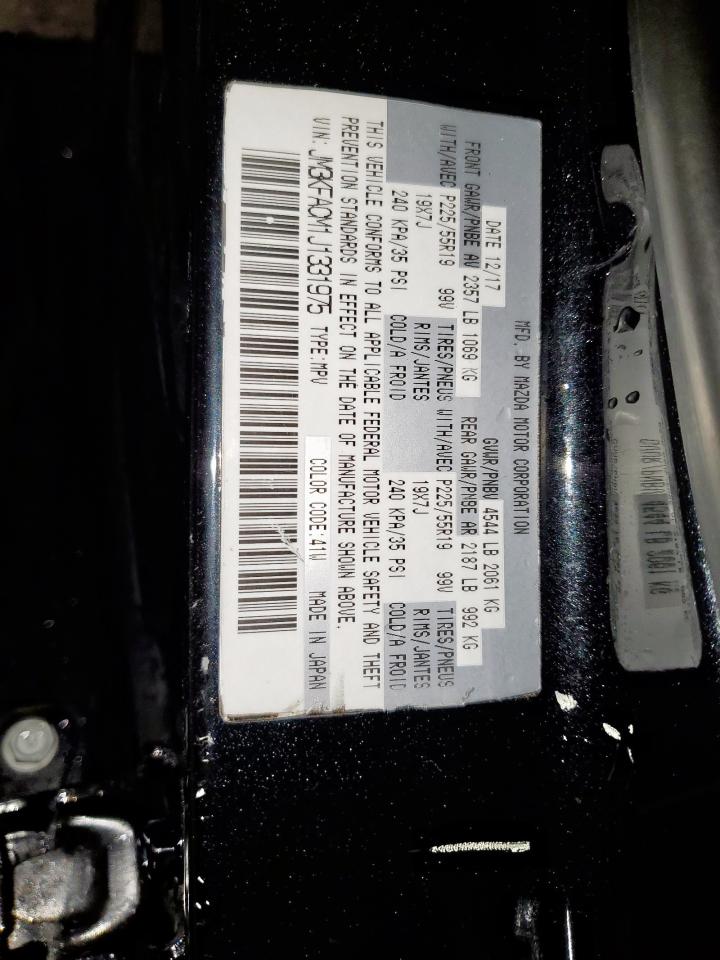 MFD. BY MAZDA MOTOR CORPORATION
DATE 12/17 GVWR/PNBV 4544 LB 2061 KG
FRONT GAWR/PNBE AV 2357 LB 1069 KG REAR GAWR/PNBE AR 2187 LB 992 KG
WITH/AVEC P225/55R19 99V TIRES/PNEUS WITH/AVEC P225/55R19 99V TIRES/PNEUS
19X7J RIMS/JANTES 19X7J RIMS/JANTES
240 KPA/35 PSI COLD/A FROID 240 KPA/35 PSI COLD/A FROID
THIS VEHICLE CONFORMS TO ALL APPLICABLE FEDERAL MOTOR VEHICLE SAFETY AND THEFT
PREVENTION STANDARDS IN EFFECT ON THE DATE OF MANUFACTURE SHOWN ABOVE.
VIN: JM3KFACM1J1331975 TYPE:MPV COLOR CODE:41W MADE IN JAPAN